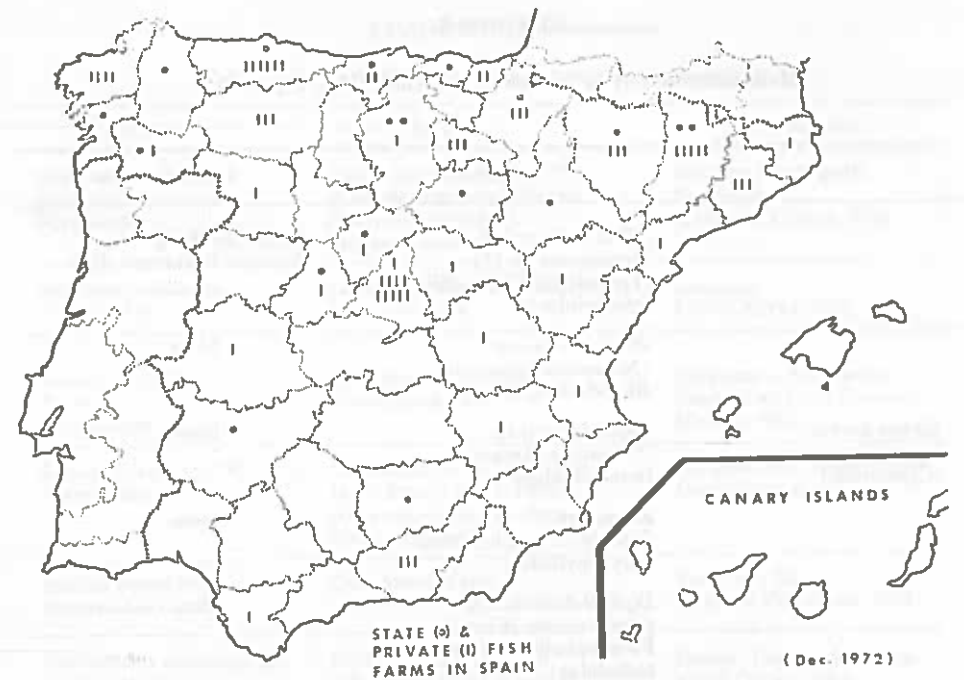 CANARY ISLANDS
STATE (o) &
PRIVATE (I) FISH
FARMS IN SPAIN
(Dec. 1972)